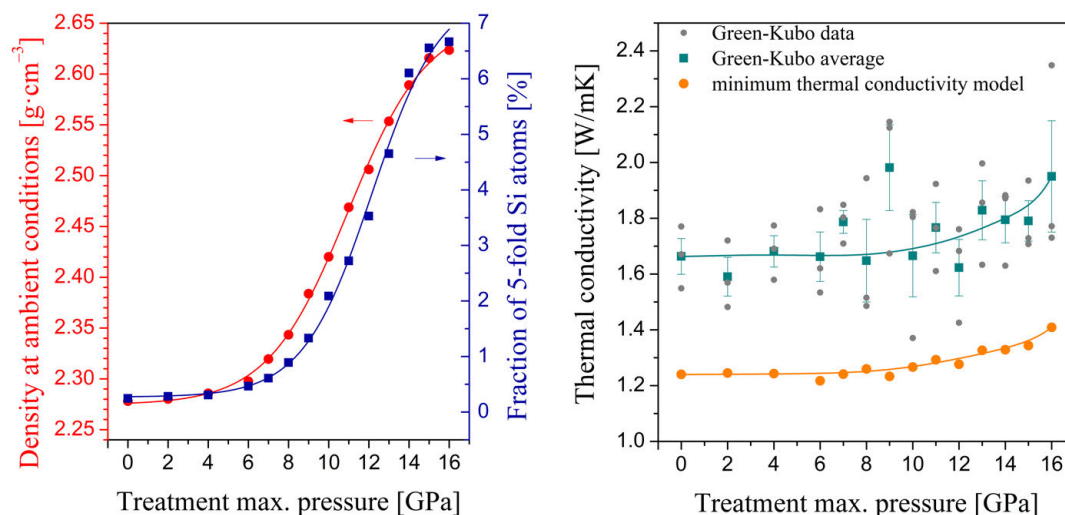 Density at ambient conditions [g·cm⁻³]
2.65
2.60
2.55
2.50
2.45
2.40
2.35
2.30
2.25
7
6
5
4
3
2
1
0
Fraction of 5-fold Si atoms [%]
0 2 4 6 8 10 12 14 16
Treatment max. pressure [GPa]
Thermal conductivity [W/mK]
2.4
2.2
2.0
1.8
1.6
1.4
1.2
1.0
Green-Kubo data
Green-Kubo average
minimum thermal conductivity model
0 2 4 6 8 10 12 14 16
Treatment max. pressure [GPa]